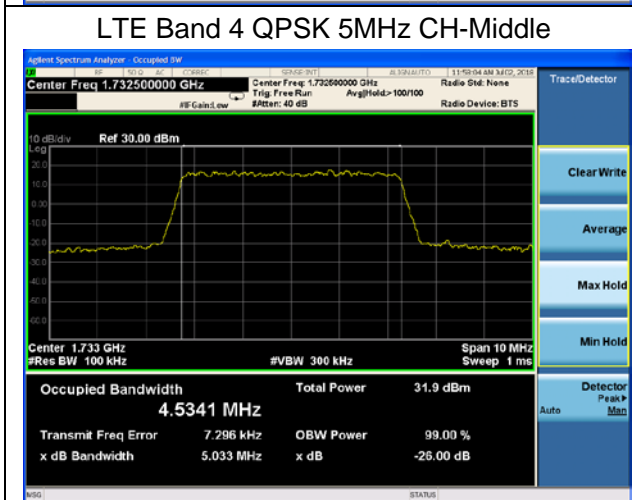 LTE Band 4 QPSK 5MHz CH-Middle
Agilent Spectrum Analyzer - Occupied BW
RF 50 Ω AC CORREC SENSE:INT ALIGNAUTO 11:59:04 AM Jul 02, 2018
Center Freq 1.732500000 GHz
Center Freq: 1.732500000 GHz
Radio Std: None
Trig: Free Run Avg|Hold:>100/100
#IFGain:Low #Atten: 40 dB Radio Device: BTS
Trace/Detector
10 dB/div Ref 30.00 dBm
Log
20.0
10.0
0.00
-10.0
-20.0
-30.0
-40.0
-50.0
-60.0
Clear Write
Average
Max Hold
Min Hold
Center 1.733 GHz Span 10 MHz
#Res BW 100 kHz #VBW 300 kHz Sweep 1 ms
Occupied Bandwidth Total Power 31.9 dBm
4.5341 MHz
Transmit Freq Error 7.296 kHz OBW Power 99.00 %
x dB Bandwidth 5.033 MHz x dB -26.00 dB
Detector
Peak▶
Auto Man
MSG STATUS